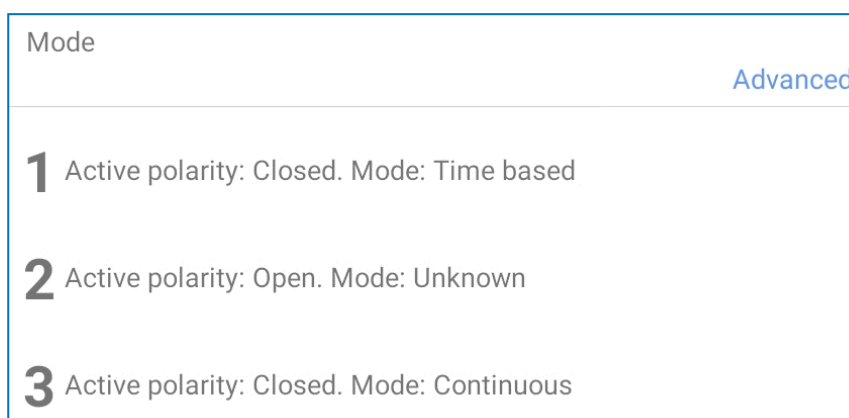 Mode
Advanced
1 Active polarity: Closed. Mode: Time based
2 Active polarity: Open. Mode: Unknown
3 Active polarity: Closed. Mode: Continuous